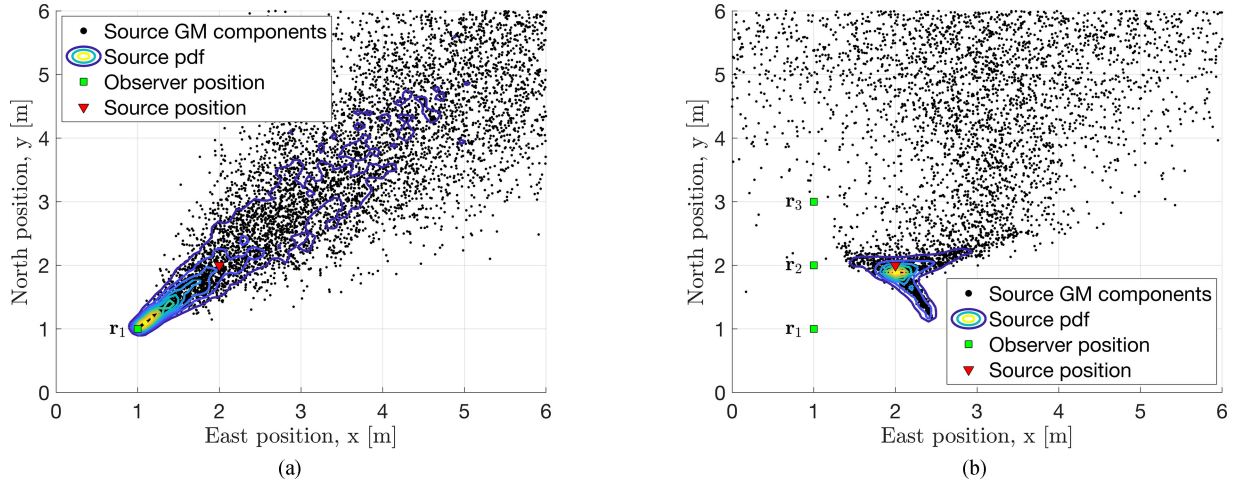 6
5
4
3
2
1
0
North position, y [m]
Source GM components
Source pdf
Observer position
Source position
r1
0 1 2 3 4 5 6
East position, x [m]
(a)
6
5
4
3
2
1
0
North position, y [m]
r3
r2
r1
Source GM components
Source pdf
Observer position
Source position
0 1 2 3 4 5 6
East position, x [m]
(b)